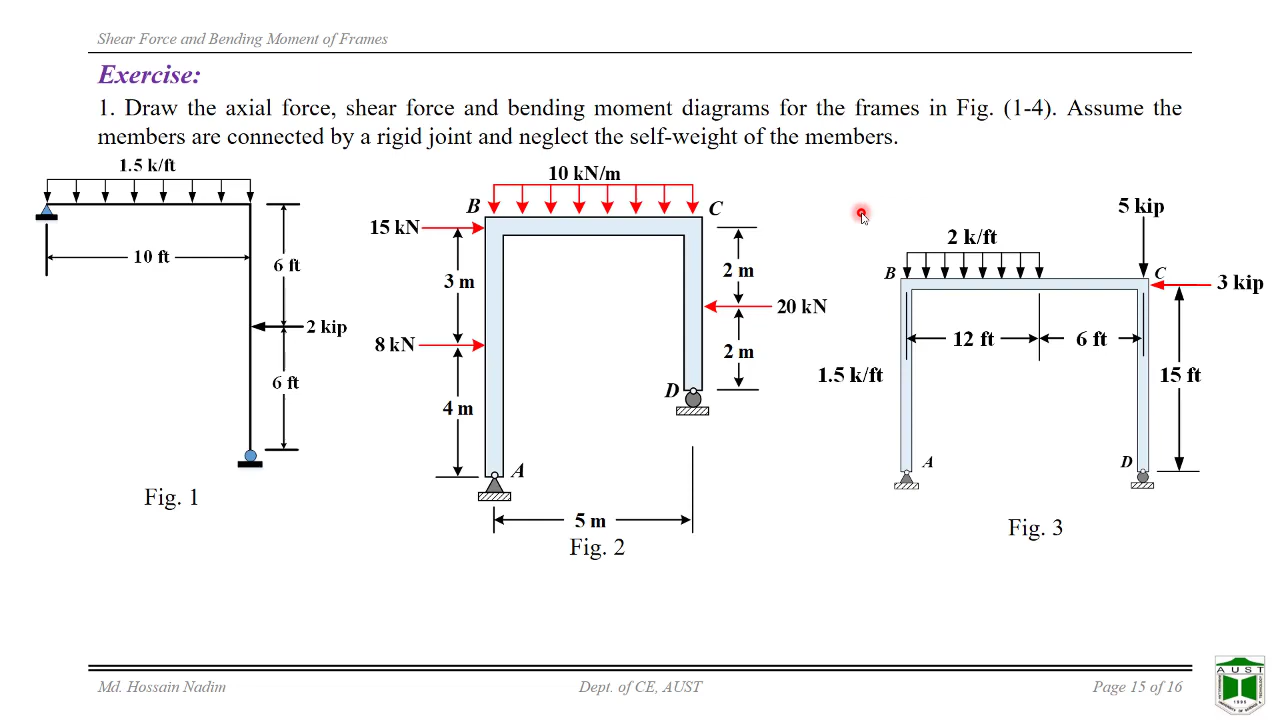 Shear Force and Bending Moment of Frames
Exercise:
1. Draw the axial force, shear force and bending moment diagrams for the frames in Fig. (1-4). Assume the
members are connected by a rigid joint and neglect the self-weight of the members.
1.5 k/ft
10 ft
6 ft
2 kip
6 ft
Fig. 1
10 kN/m
B
C
15 kN
3 m
2 m
20 kN
8 kN
2 m
4 m
D
A
5 m
Fig. 2
5 kip
2 k/ft
B
C
3 kip
12 ft
6 ft
1.5 k/ft
15 ft
A
D
Fig. 3
Md. Hossain Nadim
Dept. of CE, AUST
Page 15 of 16
A U S T